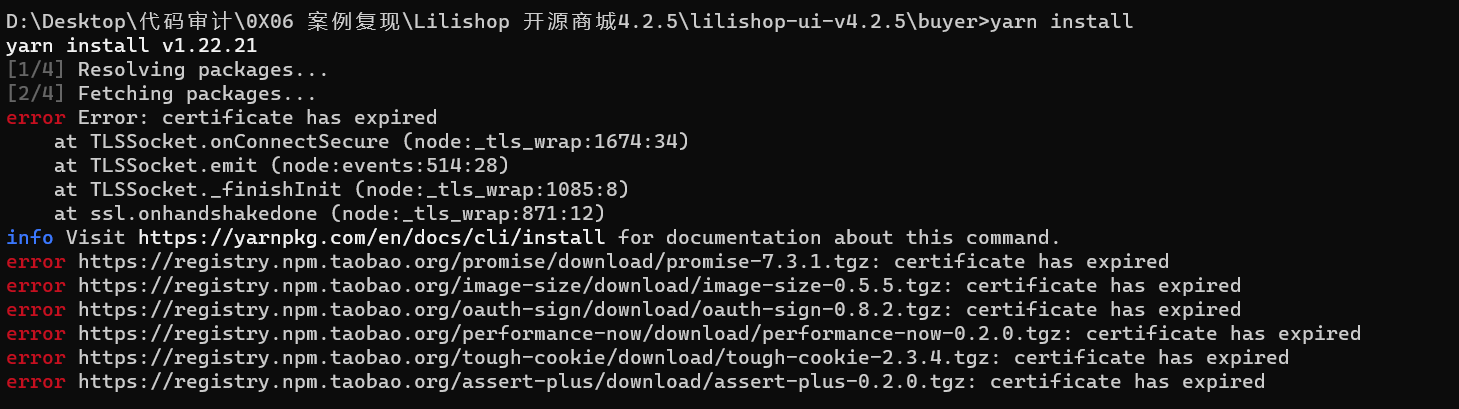 D:\Desktop\代码审计\0X06 案例复现\Lilishop 开源商城4.2.5\lilishop-ui-v4.2.5\buyer>yarn install
yarn install v1.22.21
[1/4] Resolving packages...
[2/4] Fetching packages...
error Error: certificate has expired
    at TLSSocket.onConnectSecure (node:_tls_wrap:1674:34)
    at TLSSocket.emit (node:events:514:28)
    at TLSSocket._finishInit (node:_tls_wrap:1085:8)
    at ssl.onhandshakedone (node:_tls_wrap:871:12)
info Visit https://yarnpkg.com/en/docs/cli/install for documentation about this command.
error https://registry.npm.taobao.org/promise/download/promise-7.3.1.tgz: certificate has expired
error https://registry.npm.taobao.org/image-size/download/image-size-0.5.5.tgz: certificate has expired
error https://registry.npm.taobao.org/oauth-sign/download/oauth-sign-0.8.2.tgz: certificate has expired
error https://registry.npm.taobao.org/performance-now/download/performance-now-0.2.0.tgz: certificate has expired
error https://registry.npm.taobao.org/tough-cookie/download/tough-cookie-2.3.4.tgz: certificate has expired
error https://registry.npm.taobao.org/assert-plus/download/assert-plus-0.2.0.tgz: certificate has expired